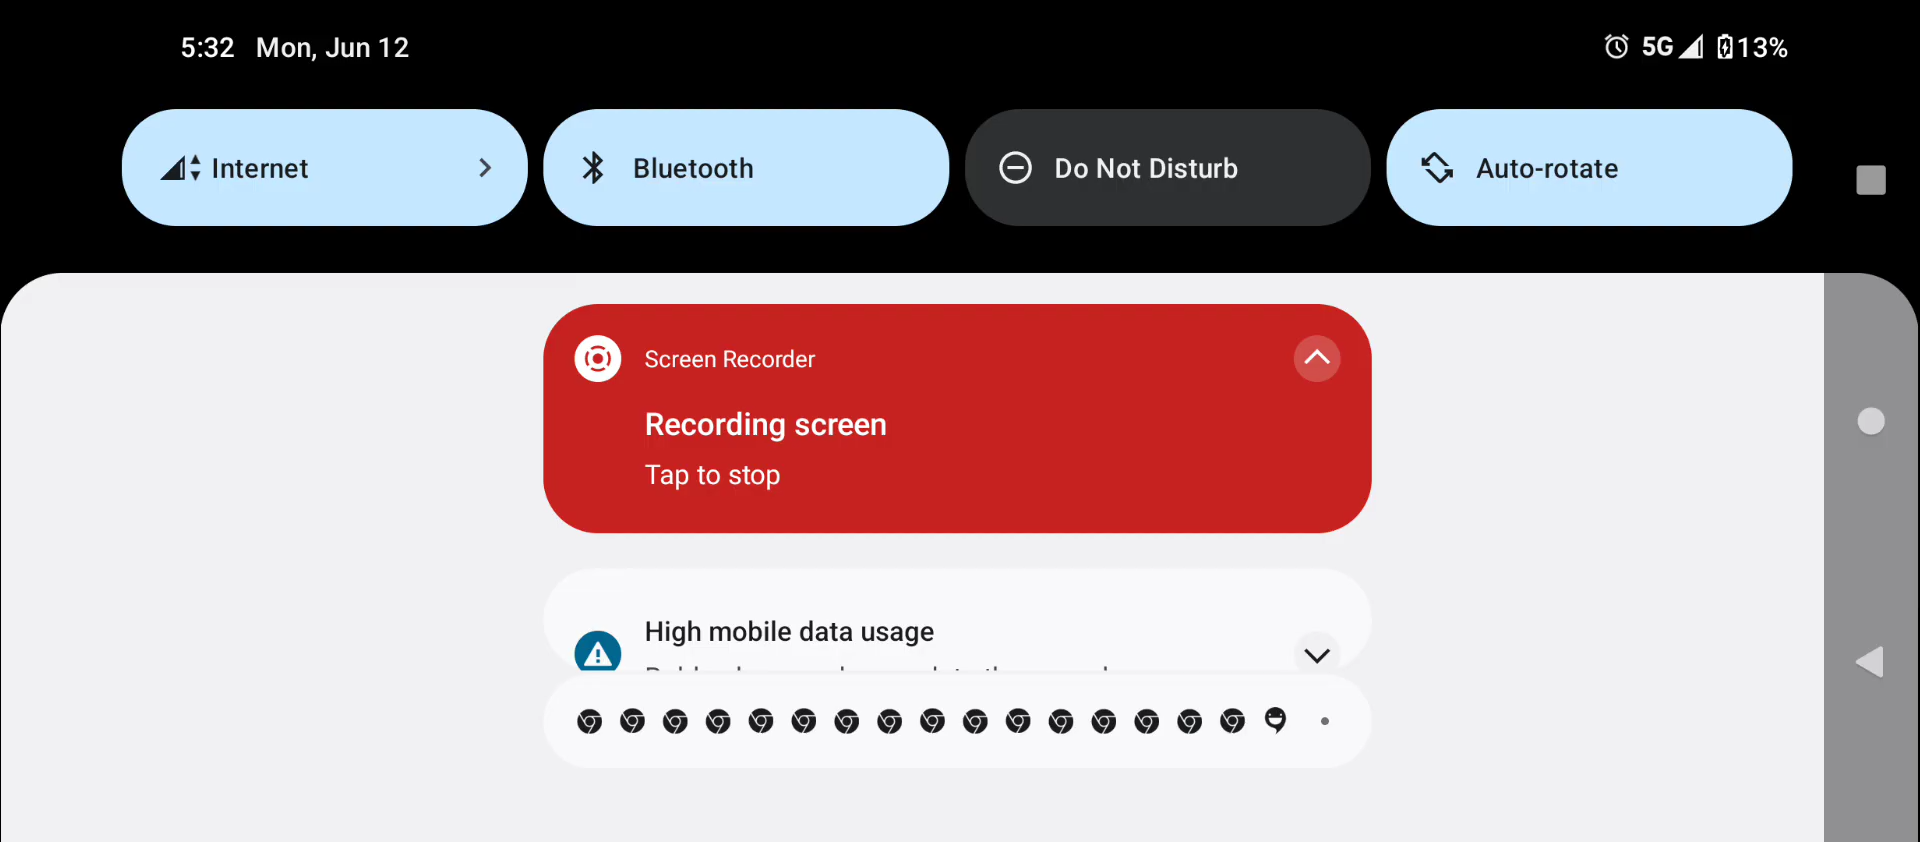 5:32 Mon, Jun 12
5G 13%
Internet
Bluetooth
Do Not Disturb
Auto-rotate
Screen Recorder
Recording screen
Tap to stop
High mobile data usage